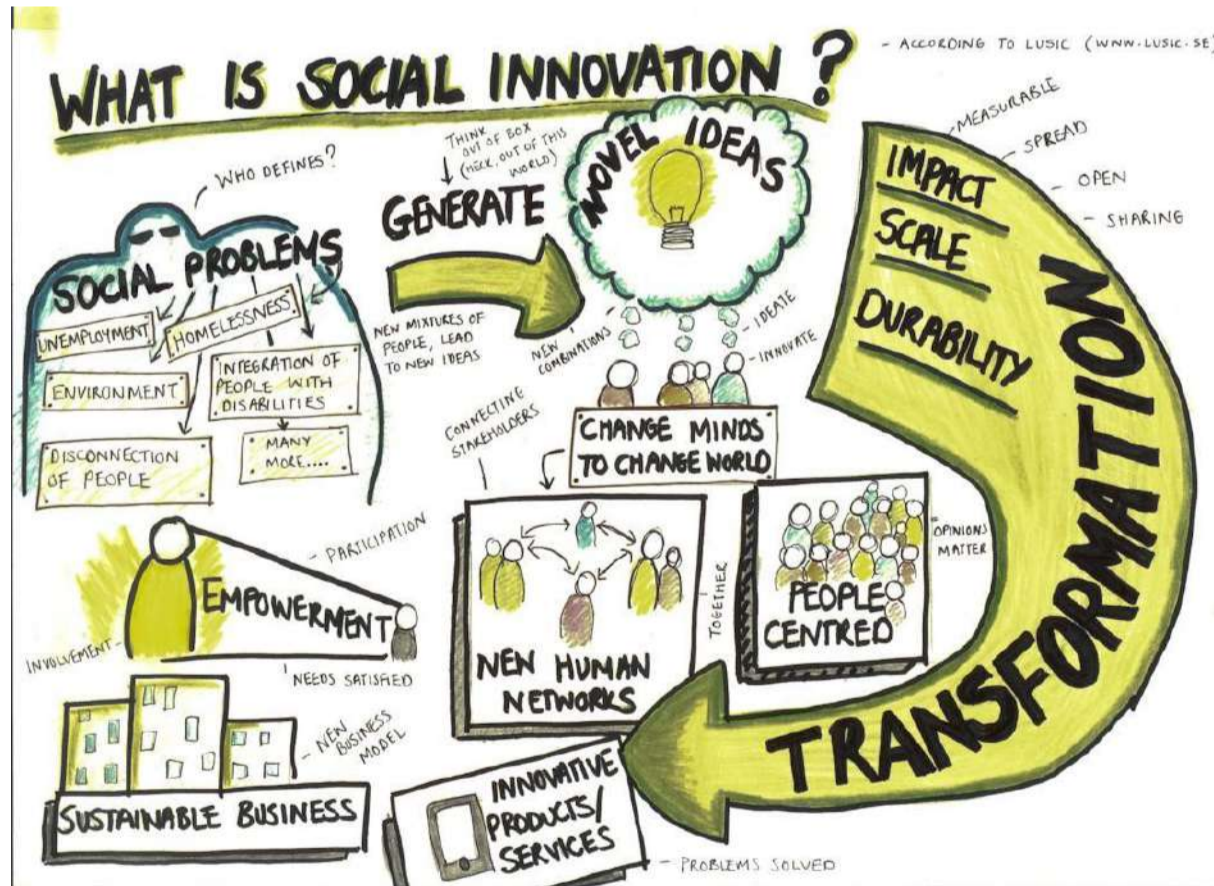 WHAT IS SOCIAL INNOVATION?
- ACCORDING TO LUSIC (WWW.LUSIC.SE)
WHO DEFINES?
SOCIAL PROBLEMS
UNEMPLOYMENT
HOMELESSNESS
ENVIRONMENT
INTEGRATION OF
PEOPLE WITH
DISABILITIES
DISCONNECTION
OF PEOPLE
MANY
MORE....
THINK
OUT OF BOX
(HECK, OUT OF THIS
WORLD)
GENERATE
NEW MIXTURES OF
PEOPLE, LEAD
TO NEW IDEAS
NOVEL IDEAS
NEW
COMBINATIONS
- IDEATE
- INNOVATE
CHANGE MINDS
TO CHANGE WORLD
IMPACT
SCALE
DURABILITY
- MEASURABLE
- SPREAD
- OPEN
- SHARING
TRANSFORMATION
CONNECTING
STAKEHOLDERS
NEW HUMAN
NETWORKS
- TOGETHER
PEOPLE
CENTRED
OPINIONS
MATTER
- PARTICIPATION
EMPOWERMENT
INVOLVEMENT -
NEEDS SATISFIED
- NEW
BUSINESS
MODEL
SUSTAINABLE BUSINESS
INNOVATIVE
PRODUCTS/
SERVICES
- PROBLEMS SOLVED